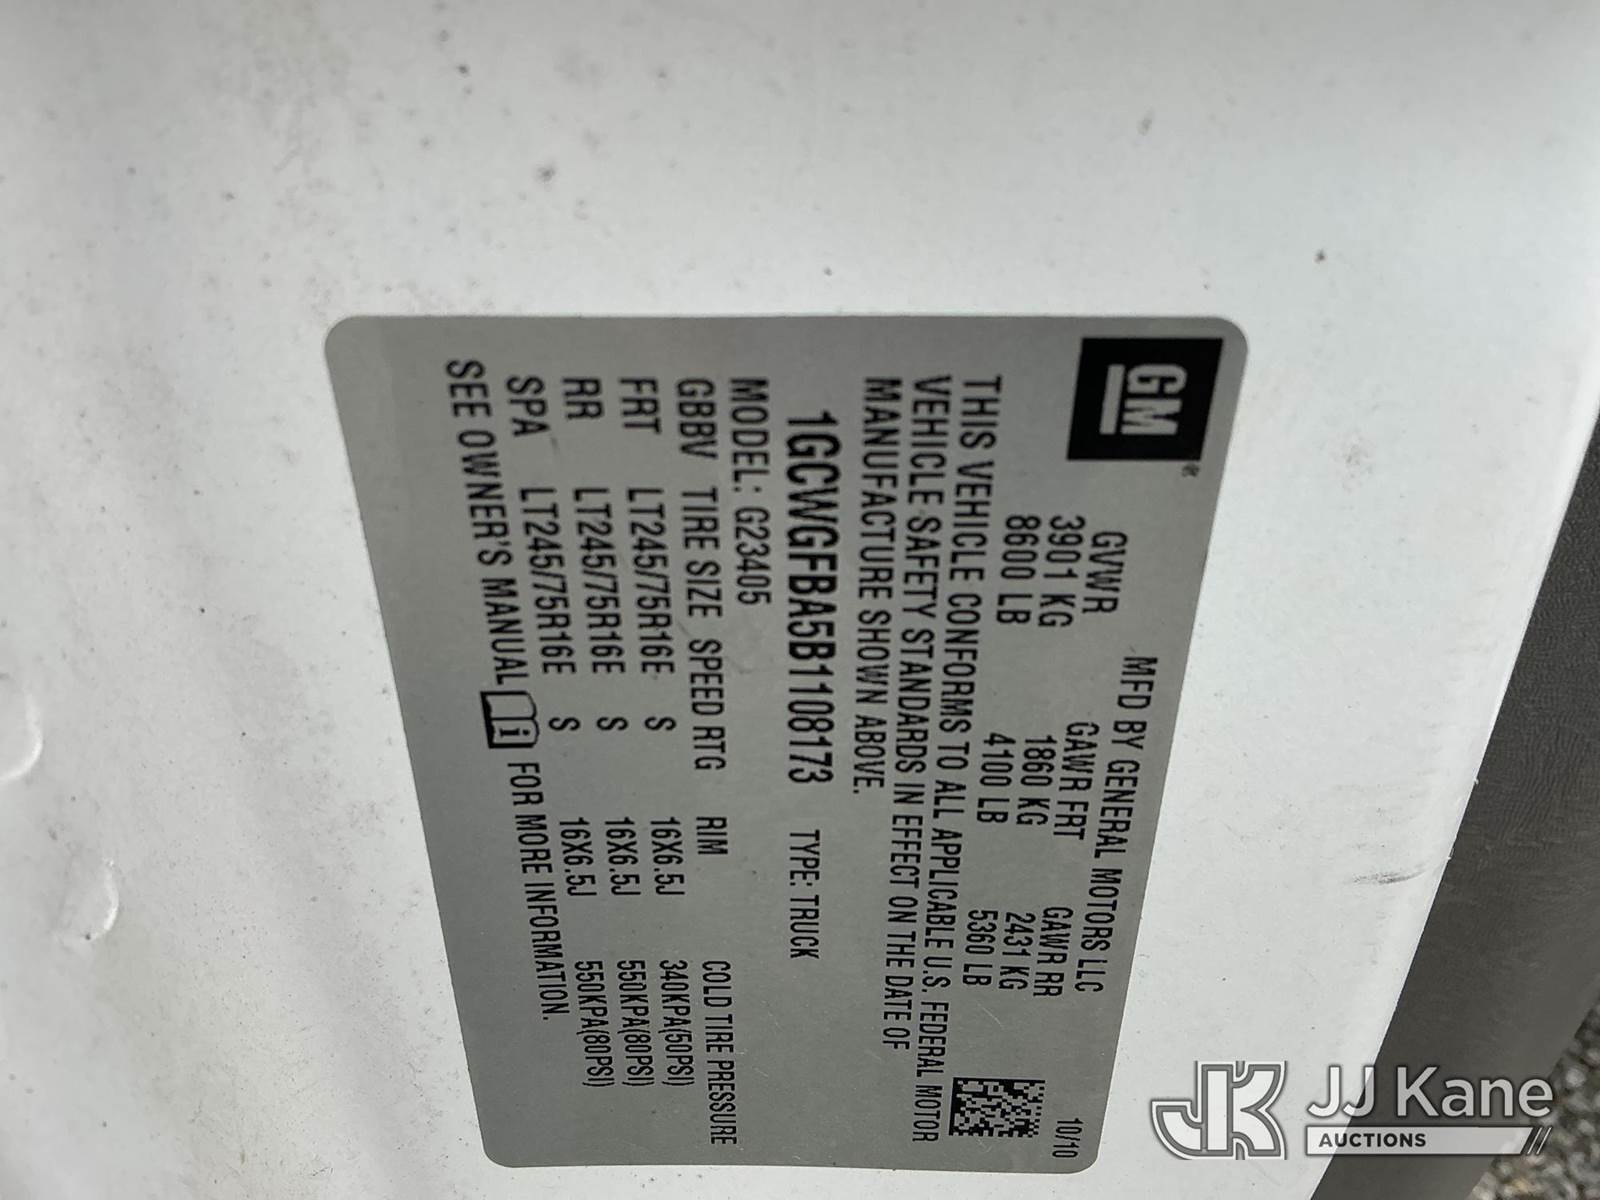 GM®
MFD BY GENERAL MOTORS LLC
10/10
GVWR GAWR FRT GAWR RR
3901 KG 1860 KG 2431 KG
8600 LB 4100 LB 5360 LB
THIS VEHICLE CONFORMS TO ALL APPLICABLE U.S. FEDERAL MOTOR
VEHICLE SAFETY STANDARDS IN EFFECT ON THE DATE OF
MANUFACTURE SHOWN ABOVE.
1GCWGFBA5B1108173 TYPE: TRUCK
MODEL: G23405
GBBV TIRE SIZE SPEED RTG RIM COLD TIRE PRESSURE
FRT LT245/75R16E S 16X6.5J 340KPA(50PSI)
RR LT245/75R16E S 16X6.5J 550KPA(80PSI)
SPA LT245/75R16E S 16X6.5J 550KPA(80PSI)
SEE OWNER'S MANUAL i FOR MORE INFORMATION.
JK JJ Kane
AUCTIONS